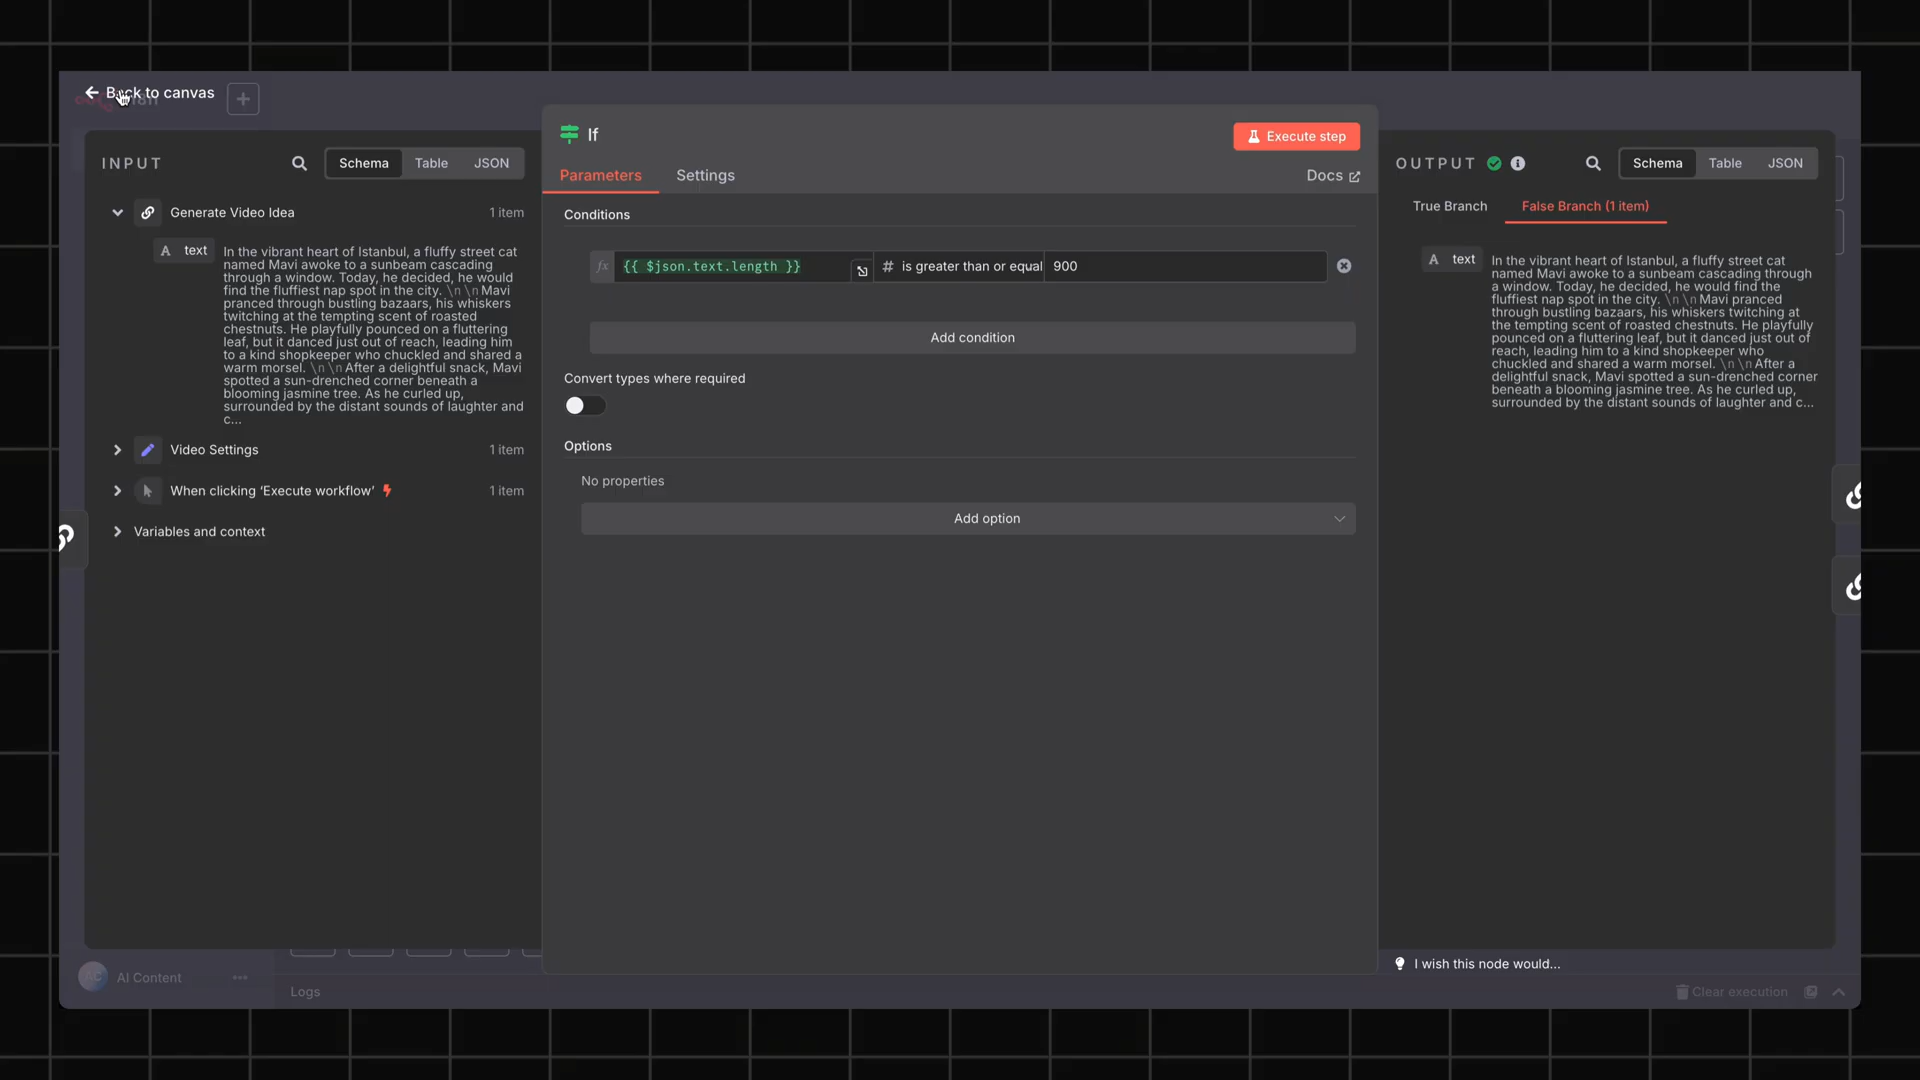 Back to canvas
INPUT
Schema
Table
JSON
Generate Video Idea
1 item
A text
In the vibrant heart of Istanbul, a fluffy street cat
named Mavi awoke to a sunbeam cascading
through a window. Today, he decided, he would
find the fluffiest nap spot in the city. \n \n Mavi
pranced through bustling bazaars, his whiskers
twitching at the tempting scent of roasted
chestnuts. He playfully pounced on a fluttering
leaf, but it danced just out of reach, leading him
to a kind shopkeeper who chuckled and shared a
warm morsel. \n \n After a delightful snack, Mavi
spotted a sun-drenched corner beneath a
blooming jasmine tree. As he curled up,
surrounded by the distant sounds of laughter and
c...
Video Settings
1 item
When clicking ‘Execute workflow’
1 item
Variables and context
If
Execute step
Parameters
Settings
Docs
Conditions
fx
{{ $json.text.length }}
# is greater than or equal
900
Add condition
Convert types where required
Options
No properties
Add option
OUTPUT
Schema
Table
JSON
True Branch
False Branch (1 item)
A text
In the vibrant heart of Istanbul, a fluffy street cat
named Mavi awoke to a sunbeam cascading through
a window. Today, he decided, he would find the
fluffiest nap spot in the city. \n \n Mavi pranced
through bustling bazaars, his whiskers twitching at
the tempting scent of roasted chestnuts. He playfully
pounced on a fluttering leaf, but it danced just out of
reach, leading him to a kind shopkeeper who
chuckled and shared a warm morsel. \n \n After a
delightful snack, Mavi spotted a sun-drenched corner
beneath a blooming jasmine tree. As he curled up,
surrounded by the distant sounds of laughter and c...
I wish this node would...
AC
AI Content
Logs
Clear execution